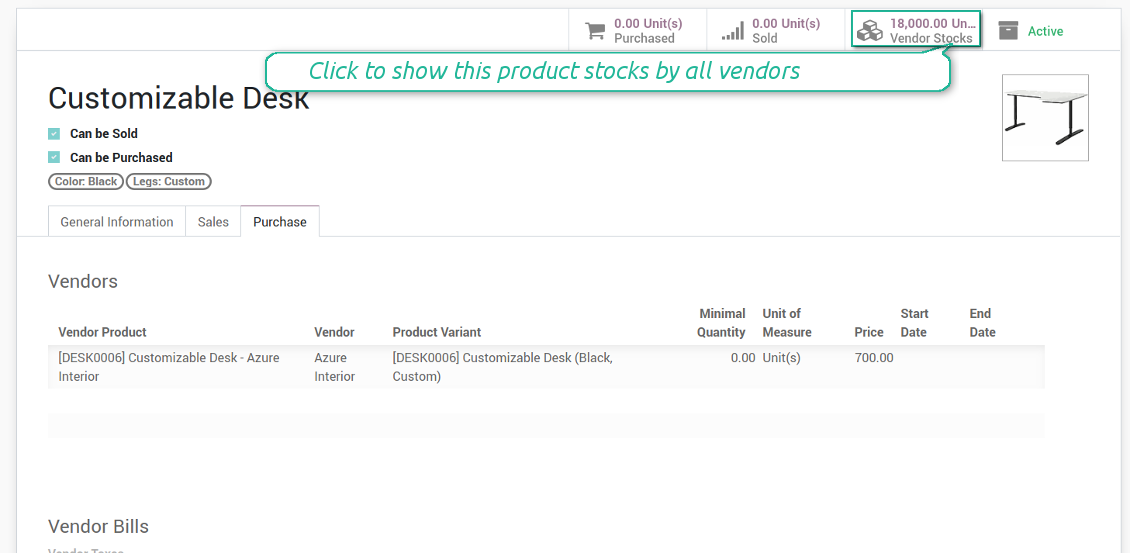 0.00 Unit(s)
Purchased
0.00 Unit(s)
Sold
18,000.00 Un...
Vendor Stocks
Active
Click to show this product stocks by all vendors
Customizable Desk
Can be Sold
Can be Purchased
Color: Black Legs: Custom
General Information Sales Purchase
Vendors
Vendor Product Vendor Product Variant Minimal Quantity Unit of Measure Price Start Date End Date
[DESK0006] Customizable Desk - Azure Azure [DESK0006] Customizable Desk (Black, 0.00 Unit(s) 700.00
Interior Interior Custom)
Vendor Bills
Vendor Taxes